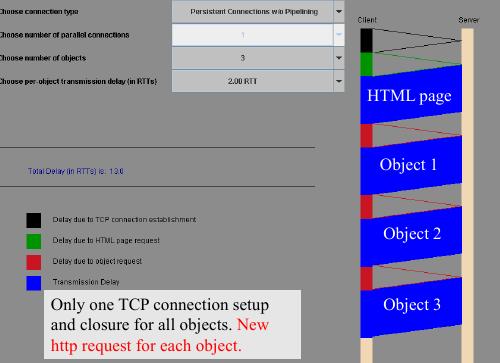 Choose connection type
Persistent Connections w/o Pipelining
Choose number of parallel connections
1
Choose number of objects
3
Choose per-object transmission delay (in RTTs)
2.00 RTT
Total Delay (in RTTs) is: 13.0
Delay due to TCP connection establishment
Delay due to HTML page request
Delay due to object request
Transmission Delay
Only one TCP connection setup
and closure for all objects. New
http request for each object.
Client
Server
HTML page
Object 1
Object 2
Object 3